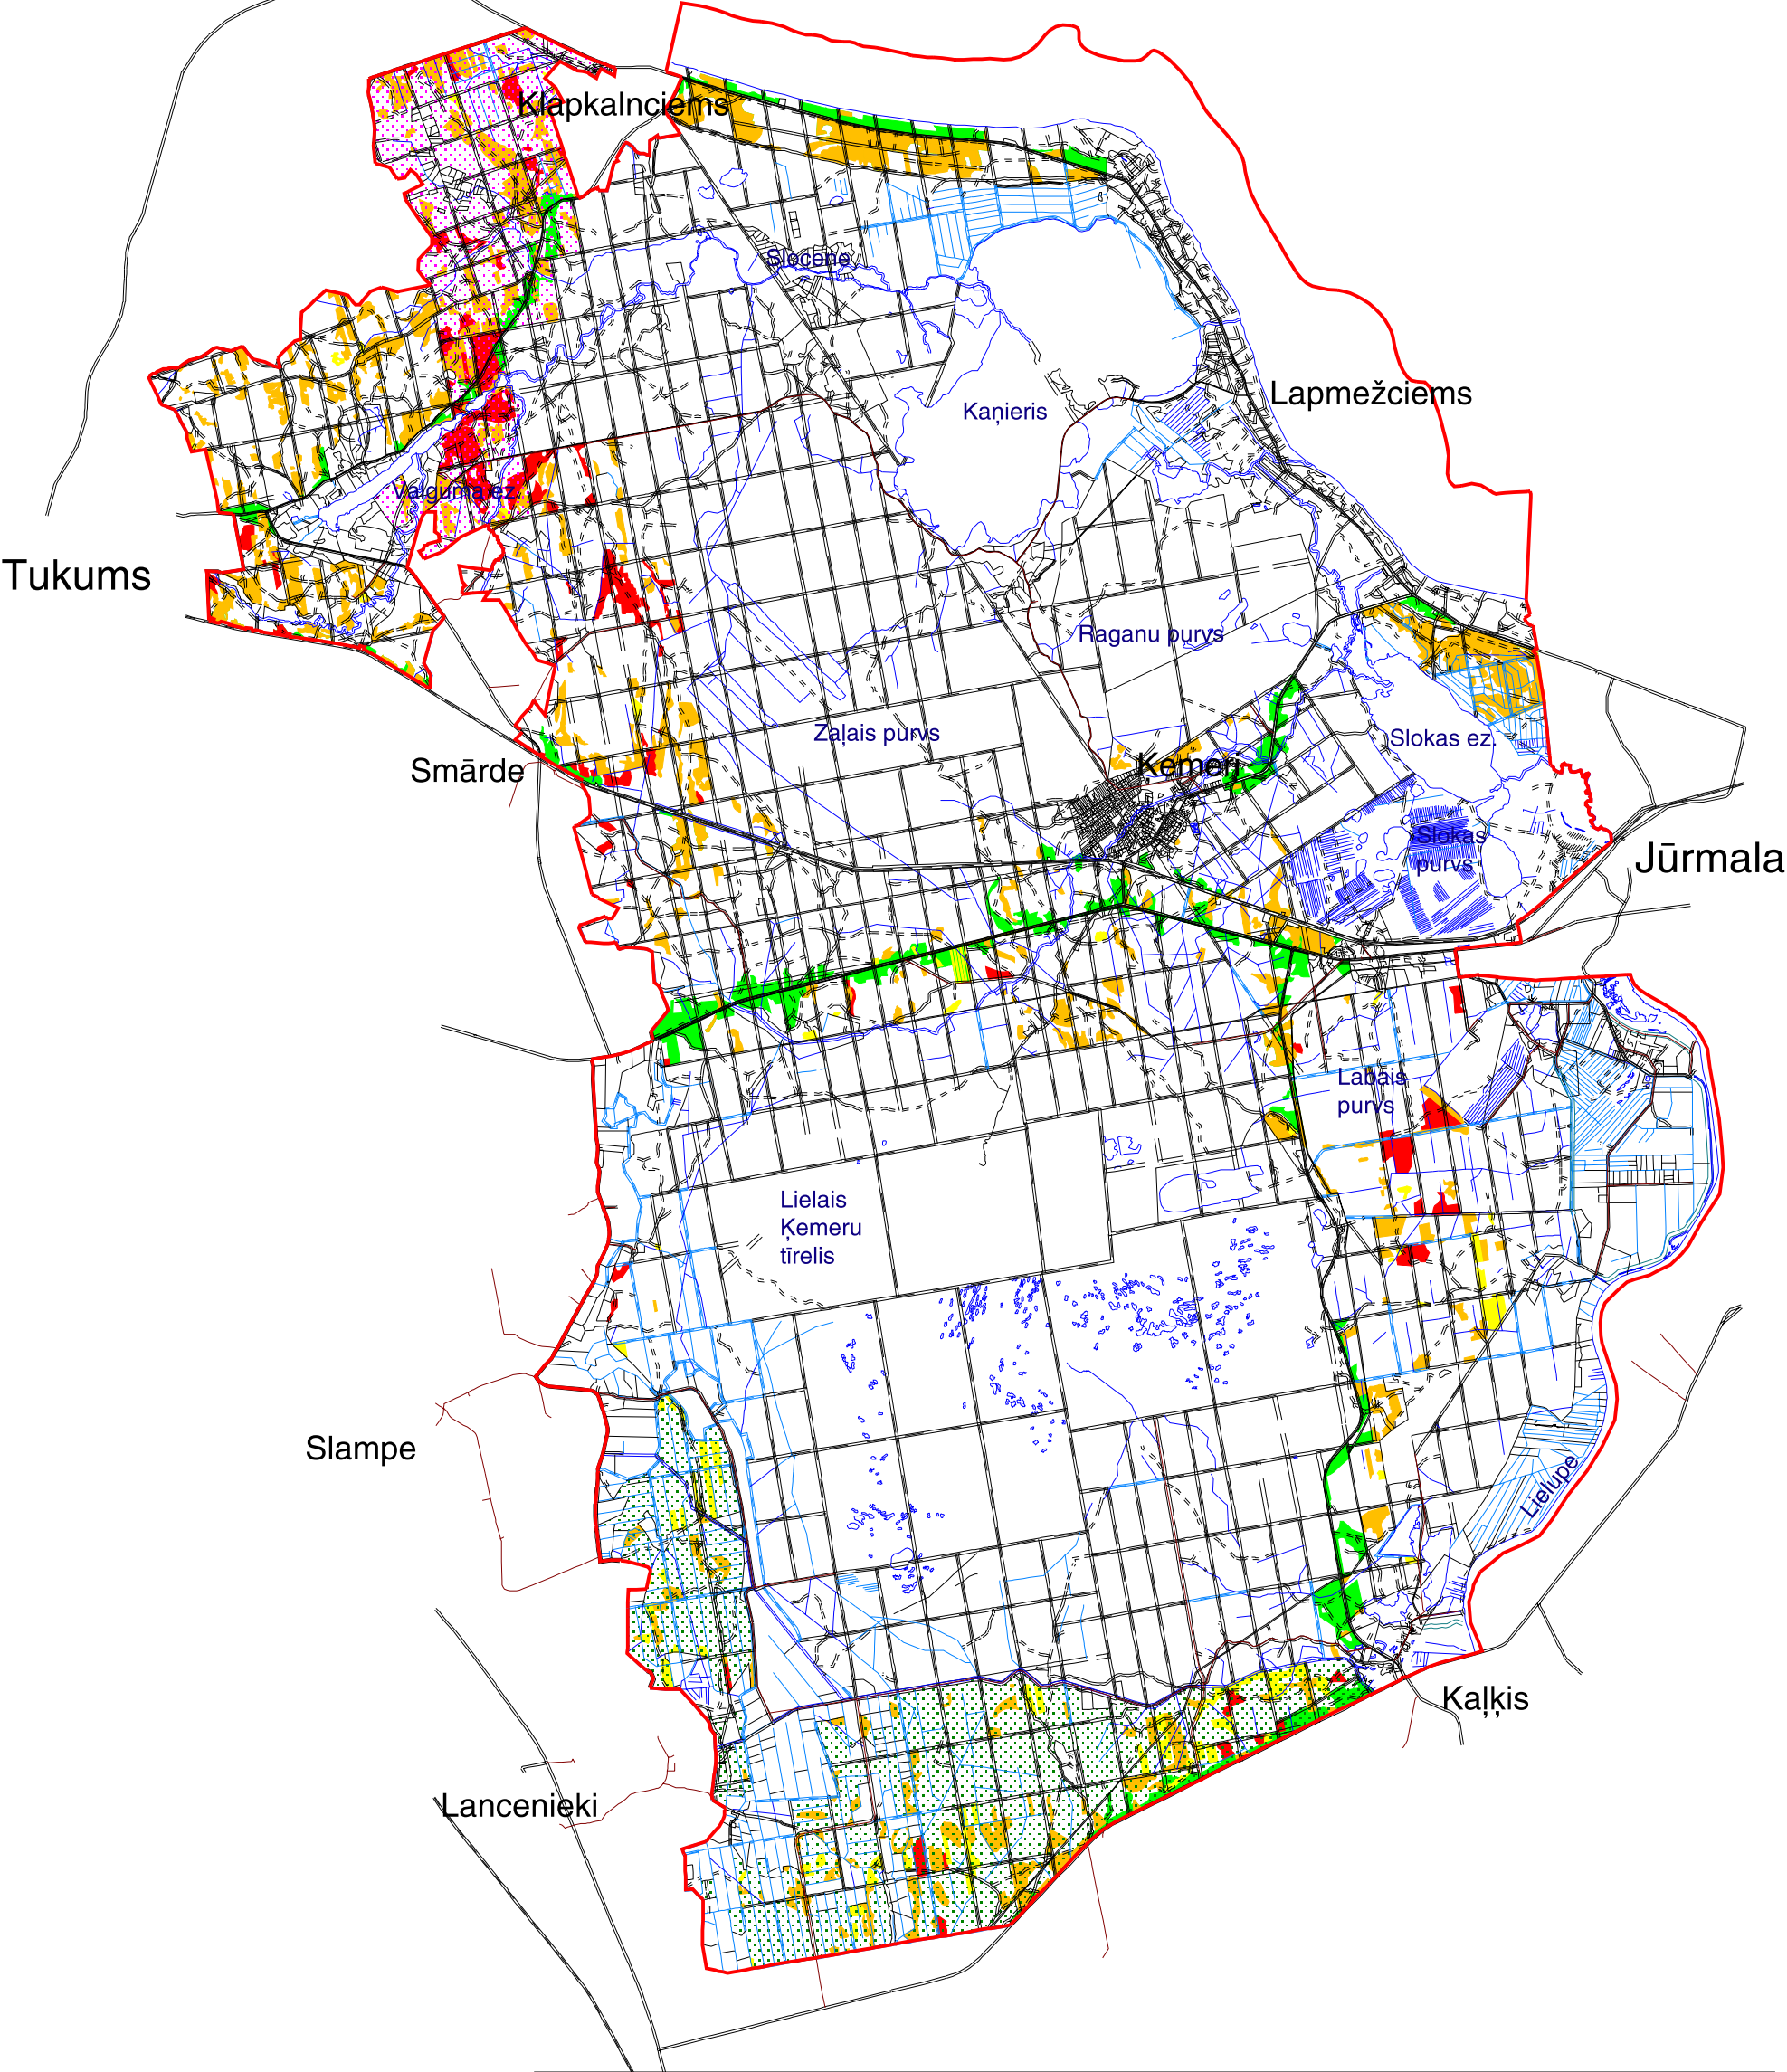 Klapkalnciems
Slocene
Lapmežciems
Kaņieris
Valguma ez.
Tukums
Raganu purvs
Zaļais purvs
Slokas ez.
Smārde
Ķemeri
Slokas
purvs
Jūrmala
Labais
purvs
Lielais
Ķemeru
tīrelis
Slampe
Lielupe
Kaļķis
Lancenieki